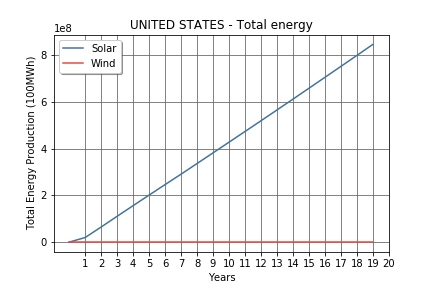 UNITED STATES - Total energy
1e8
Solar
Wind
8
6
4
2
0
Total Energy Production (100MWh)
1 2 3 4 5 6 7 8 9 10 11 12 13 14 15 16 17 18 19 20
Years